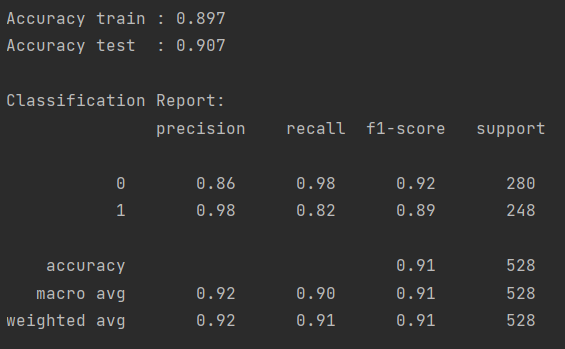 Accuracy train : 0.897
Accuracy test  : 0.907
Classification Report:
precision    recall  f1-score   support
0       0.86      0.98      0.92       280
1       0.98      0.82      0.89       248
accuracy                           0.91       528
macro avg       0.92      0.90      0.91       528
weighted avg       0.92      0.91      0.91       528